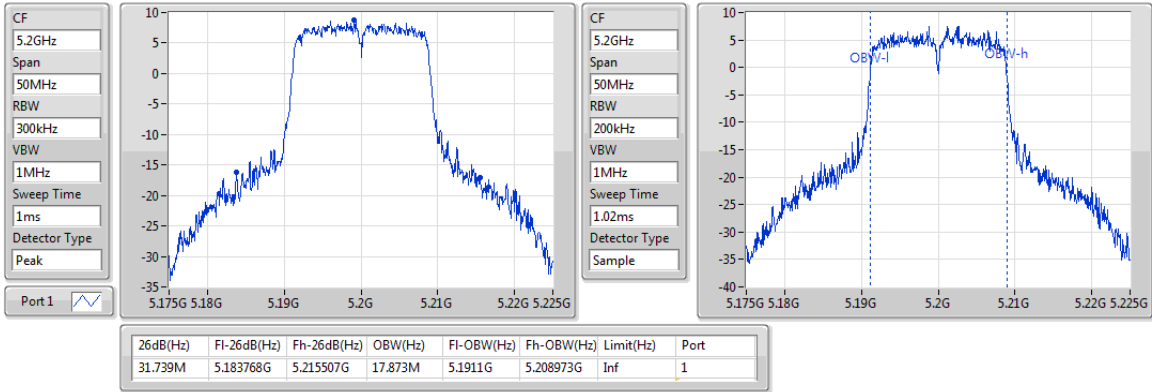 CF
5.2GHz
Span
50MHz
RBW
300kHz
VBW
1MHz
Sweep Time
1ms
Detector Type
Peak
Port 1
10
5
0
-5
-10
-15
-20
-25
-30
-35
5.175G 5.18G 5.19G 5.2G 5.21G 5.22G 5.225G
CF
5.2GHz
Span
50MHz
RBW
200kHz
VBW
1MHz
Sweep Time
1.02ms
Detector Type
Sample
10
5
0
-5
-10
-15
-20
-25
-30
-35
-40
OBW-l OBW-h
5.175G 5.18G 5.19G 5.2G 5.21G 5.22G 5.225G
26dB(Hz) Fl-26dB(Hz) Fh-26dB(Hz) OBW(Hz) Fl-OBW(Hz) Fh-OBW(Hz) Limit(Hz) Port
31.739M 5.183768G 5.215507G 17.873M 5.1911G 5.208973G Inf 1